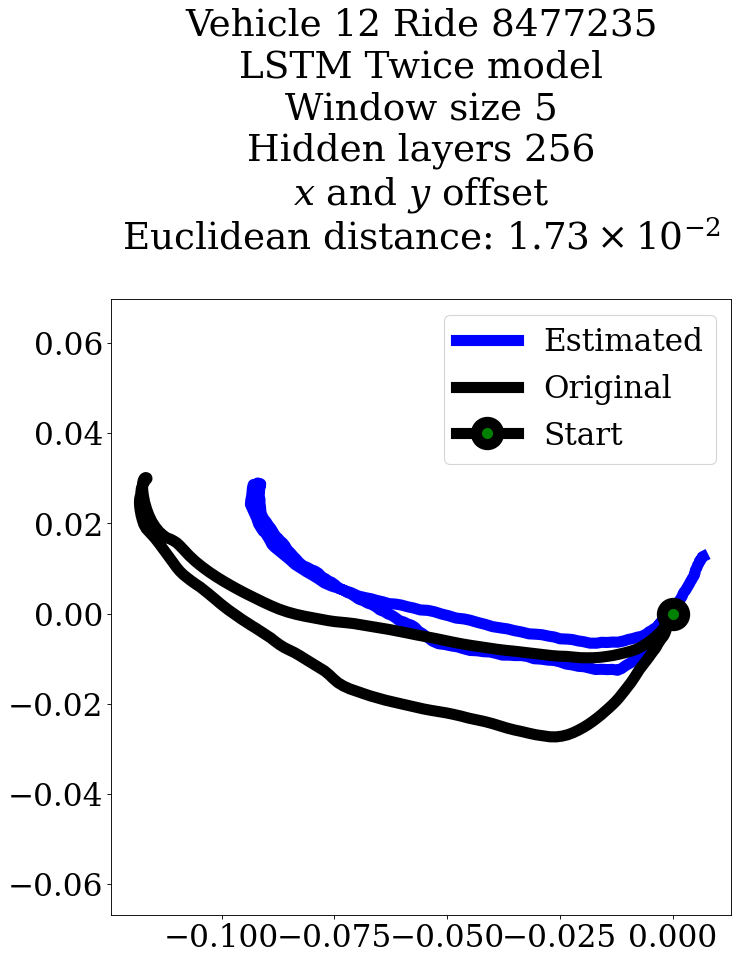 Vehicle 12 Ride 8477235
LSTM Twice model
Window size 5
Hidden layers 256
x and y offset
Euclidean distance: 1.73 × 10⁻²
Estimated
Original
Start
0.06
0.04
0.02
0.00
−0.02
−0.04
−0.06
−0.100 −0.075 −0.050 −0.025 0.000